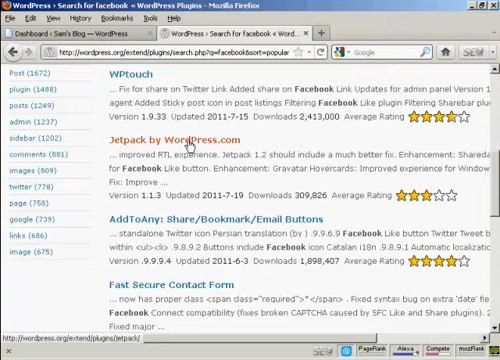 WordPress › Search for facebook « WordPress Plugins - Mozilla Firefox
File Edit View History Bookmarks Tools Help
Dashboard ‹ Sam's Blog — WordPress
WordPress › Search for facebook « Word...
http://wordpress.org/extend/plugins/search.php?q=facebook&sort=popular
Google
Post (1672)
plugin (1488)
posts (1249)
admin (1237)
sidebar (1202)
comments (881)
images (809)
twitter (778)
page (758)
google (739)
links (686)
image (675)
WPtouch
... Fix for share on Twitter Link Added share on Facebook Link Updates for admin panel Version 1
agent Added Sticky post icon in post listings Filtering Facebook Like plugin Filtering Sharebar plu
Version 1.9.33 Updated 2011-7-15 Downloads 2,413,000 Average Rating
Jetpack by WordPress.com
... improved RTL experience. Jetpack 1.2 should include a much better fix. Enhancement: Sharedad
for Facebook Like button. Enhancement: Gravatar Hovercards: Improved experience
Fix: Improve ...
Version 1.1.3 Updated 2011-7-19 Downloads 309,826 Average Rating
AddToAny: Share/Bookmark/Email Buttons
... standalone Twitter icon Persian translation (by ) .9.9.6.9 Facebook Like button Twitter Tweet b
within <ul><li> .9.8.9.2 Buttons include Facebook icon Catalan i18n .9.8.9.1 Automatic localizatio
Version .9.9.9.4 Updated 2011-6-3 Downloads 1,898,407 Average Rating
Fast Secure Contact Form
... now has proper class <span class="required">*</span>. Fixed syntax bug on extra date field
changes placement (fixes broken CAPTCHA caused by SFC Like and Share plugins).
Fixed major ...
http://wordpress.org/extend/plugins/jetpack/
SEO
PageRank
Alexa
Compete
mozRank